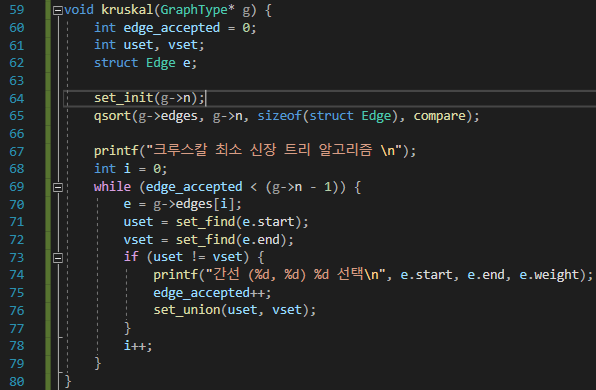 59 void kruskal(GraphType* g) {
60     int edge_accepted = 0;
61     int uset, vset;
62     struct Edge e;
63
64     set_init(g->n);
65     qsort(g->edges, g->n, sizeof(struct Edge), compare);
66
67     printf("크루스칼 최소 신장 트리 알고리즘 \n");
68     int i = 0;
69     while (edge_accepted < (g->n - 1)) {
70         e = g->edges[i];
71         uset = set_find(e.start);
72         vset = set_find(e.end);
73         if (uset != vset) {
74             printf("간선 (%d, %d) %d 선택\n", e.start, e.end, e.weight);
75             edge_accepted++;
76             set_union(uset, vset);
77         }
78         i++;
79     }
80 }